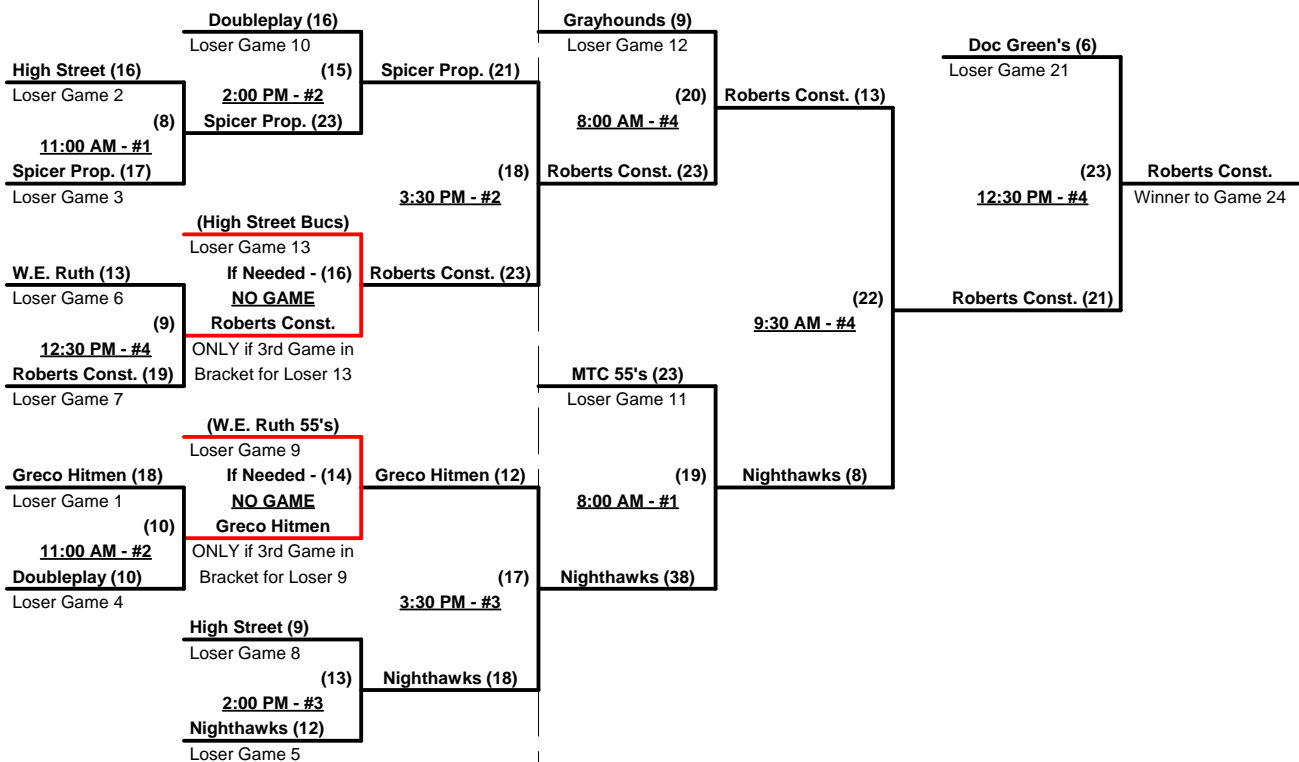 Doubleplay (16)
Loser Game 10
Grayhounds (9)
Loser Game 12
Doc Green's (6)
Loser Game 21
High Street (16)
Loser Game 2
(15)
2:00 PM - #2
Spicer Prop. (21)
(20)
8:00 AM - #4
Roberts Const. (13)
(8)
11:00 AM - #1
Spicer Prop. (23)
Spicer Prop. (17)
Loser Game 3
(18)
3:30 PM - #2
Roberts Const. (23)
(23)
12:30 PM - #4
Roberts Const.
Winner to Game 24
(High Street Bucs)
Loser Game 13
W.E. Ruth (13)
Loser Game 6
If Needed - (16)
NO GAME
Roberts Const. (23)
(9)
12:30 PM - #4
Roberts Const.
ONLY if 3rd Game in
Bracket for Loser 13
(22)
9:30 AM - #4
Roberts Const. (21)
Roberts Const. (19)
Loser Game 7
MTC 55's (23)
Loser Game 11
(W.E. Ruth 55's)
Loser Game 9
Greco Hitmen (18)
Loser Game 1
If Needed - (14)
NO GAME
Greco Hitmen (12)
(19)
8:00 AM - #1
Nighthawks (8)
(10)
11:00 AM - #2
Greco Hitmen
ONLY if 3rd Game in
Bracket for Loser 9
Doubleplay (10)
Loser Game 4
(17)
3:30 PM - #3
Nighthawks (38)
High Street (9)
Loser Game 8
(13)
2:00 PM - #3
Nighthawks (18)
Nighthawks (12)
Loser Game 5